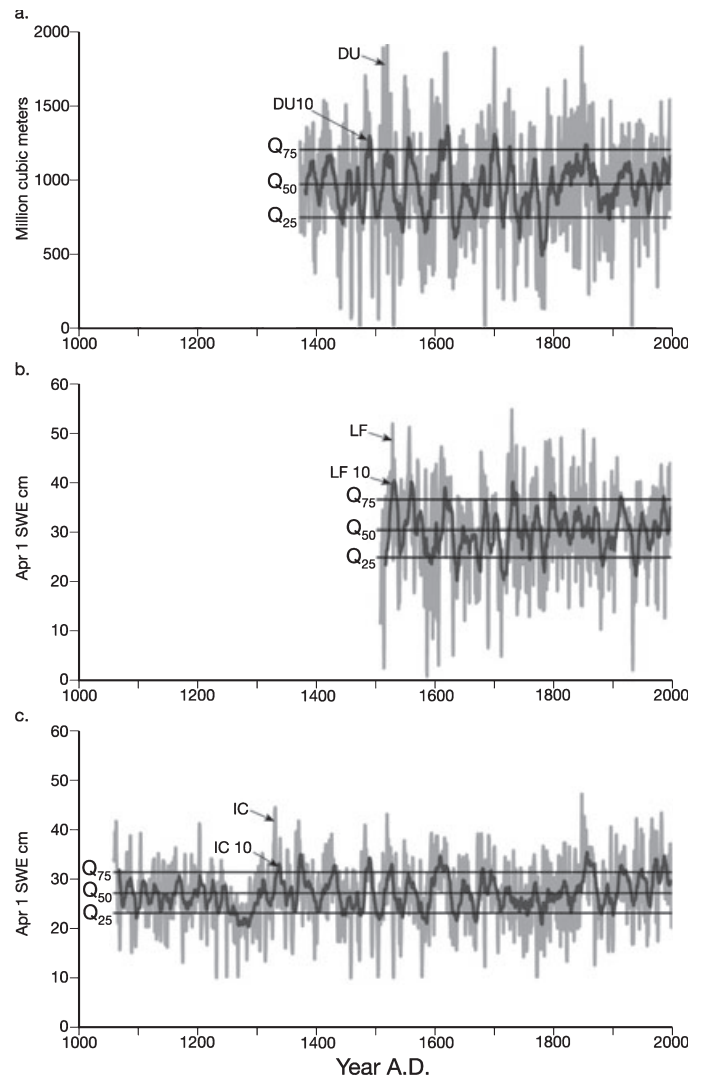 a.
2000
DU
1500
DU10
Q75
1000
Q50
Q25
500
0
Million cubic meters
1000 1200 1400 1600 1800 2000
b.
60
50
LF
40
LF 10
Q75
30
Q50
Q25
20
10
0
Apr 1 SWE cm
1000 1200 1400 1600 1800 2000
c.
60
50
IC
40
IC 10
30
Q75
Q50
Q25
20
10
0
Apr 1 SWE cm
1000 1200 1400 1600 1800 2000
Year A.D.